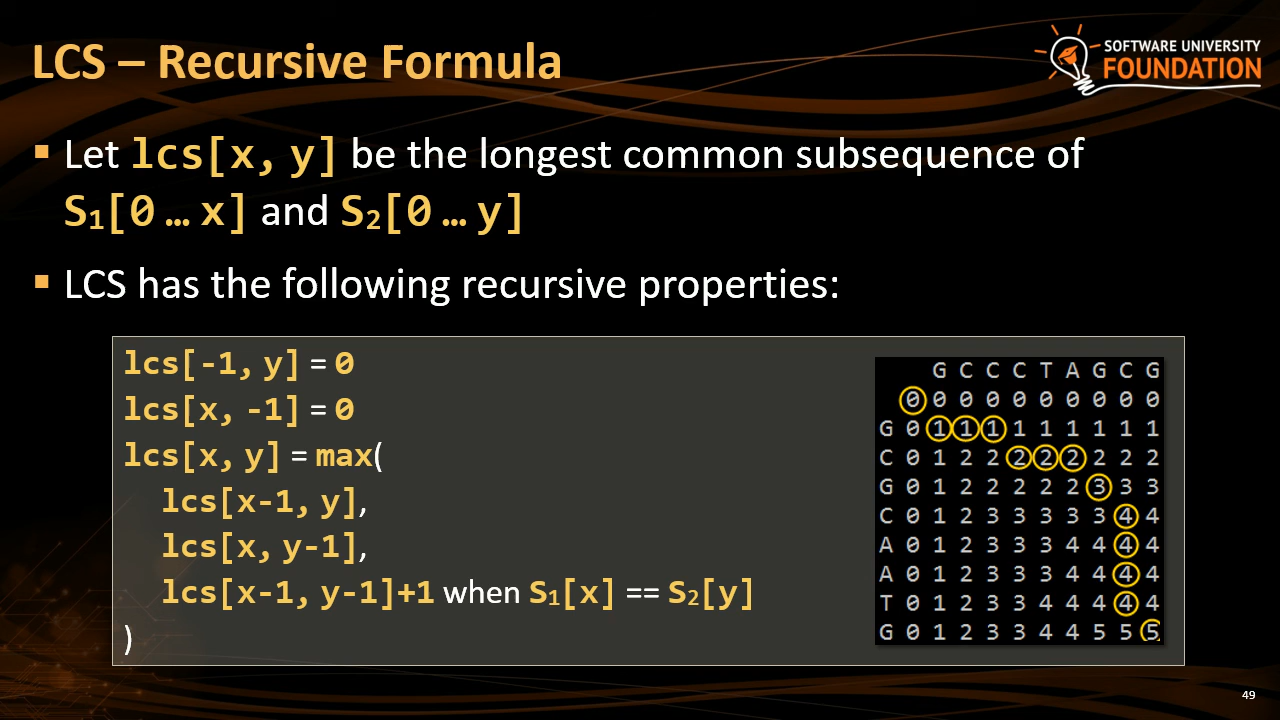 LCS – Recursive Formula
SOFTWARE UNIVERSITY
FOUNDATION
▪ Let lcs[x, y] be the longest common subsequence of
S₁[0 … x] and S₂[0 … y]
▪ LCS has the following recursive properties:
lcs[-1, y] = 0
lcs[x, -1] = 0
lcs[x, y] = max(
lcs[x-1, y],
lcs[x, y-1],
lcs[x-1, y-1]+1 when S₁[x] == S₂[y]
)
G C C C T A G C G
0 0 0 0 0 0 0 0 0 0
G 0 1 1 1 1 1 1 1 1 1
C 0 1 2 2 2 2 2 2 2 2
G 0 1 2 2 2 2 2 3 3 3
C 0 1 2 3 3 3 3 3 4 4
A 0 1 2 3 3 3 4 4 4 4
A 0 1 2 3 3 3 4 4 4 4
T 0 1 2 3 3 4 4 4 4 4
G 0 1 2 3 3 4 4 5 5 5
49